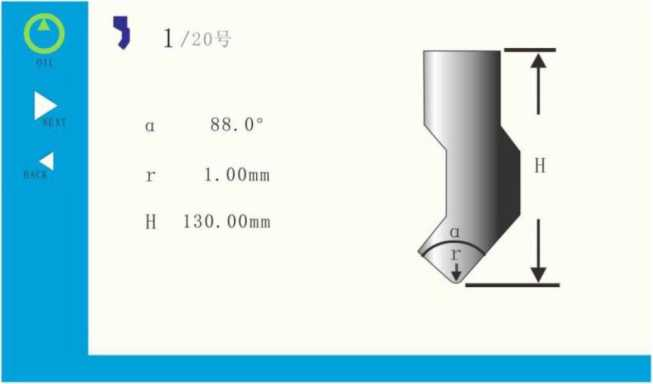 OIL
NEXT
BACK
1/20号
α 88.0°
r 1.00mm
H 130.00mm
H
α
r